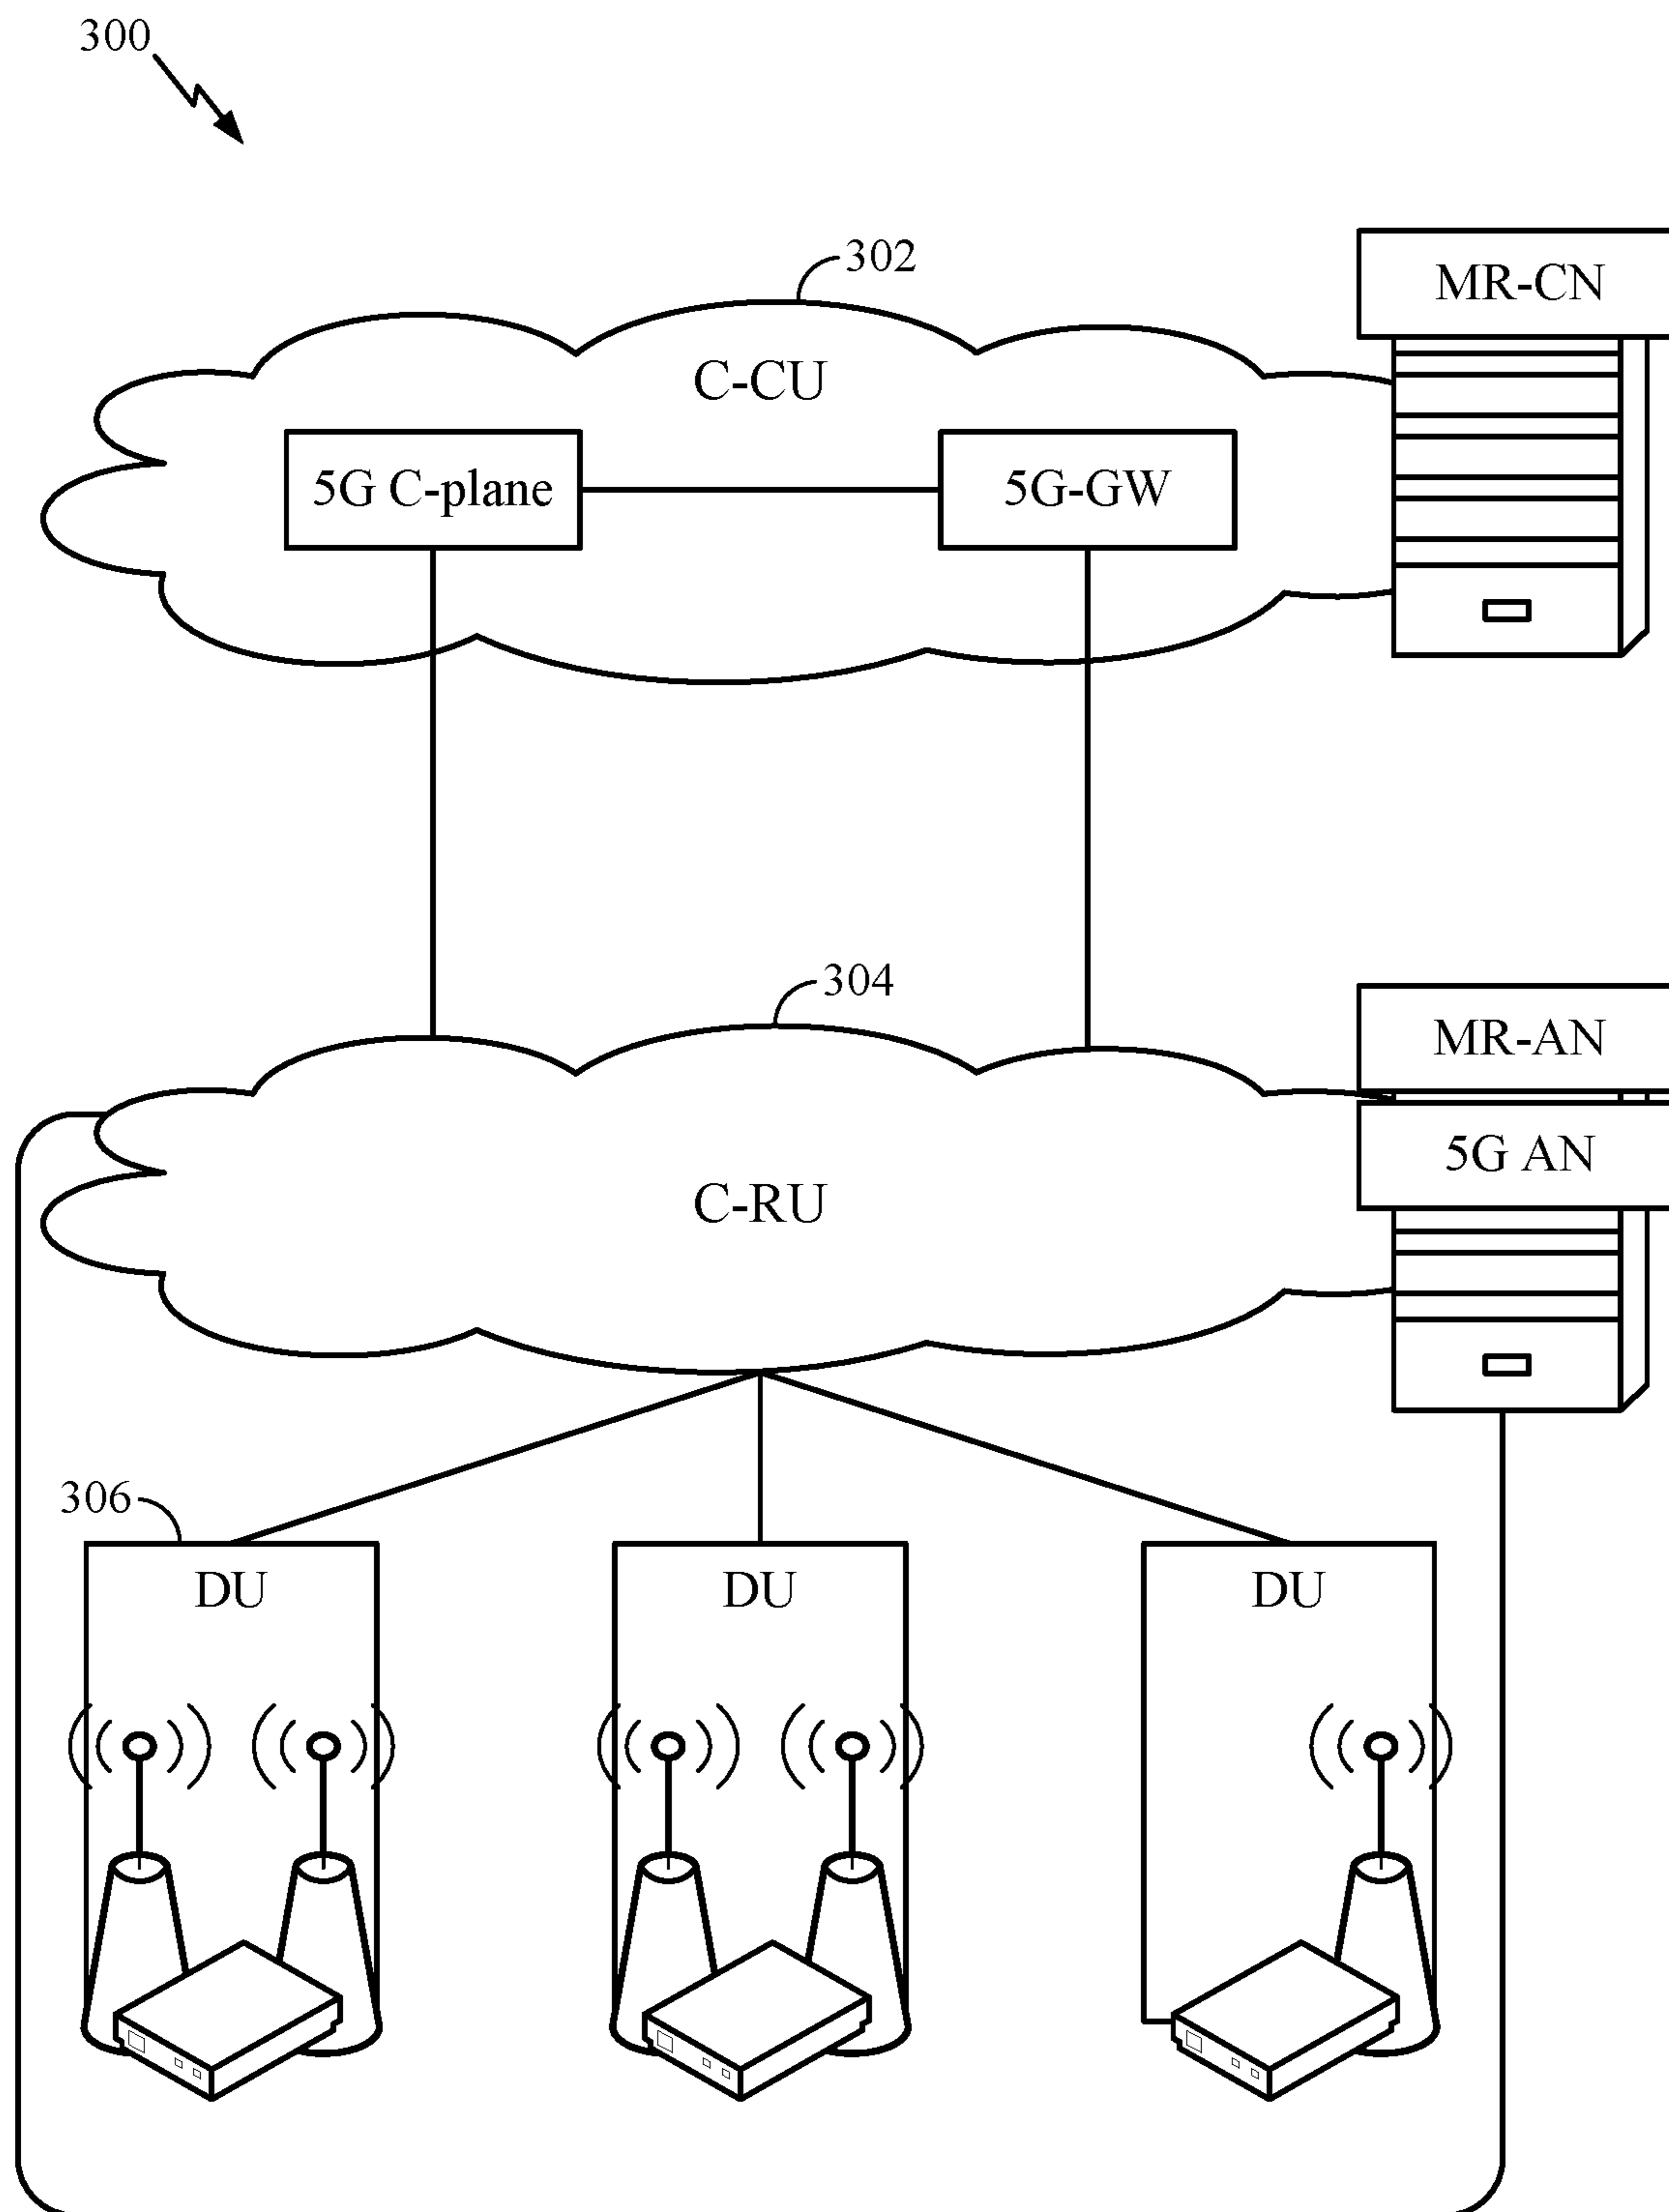 300
302
MR-CN
C-CU
5G C-plane
5G-GW
304
MR-AN
5G AN
C-RU
306
DU
DU
DU